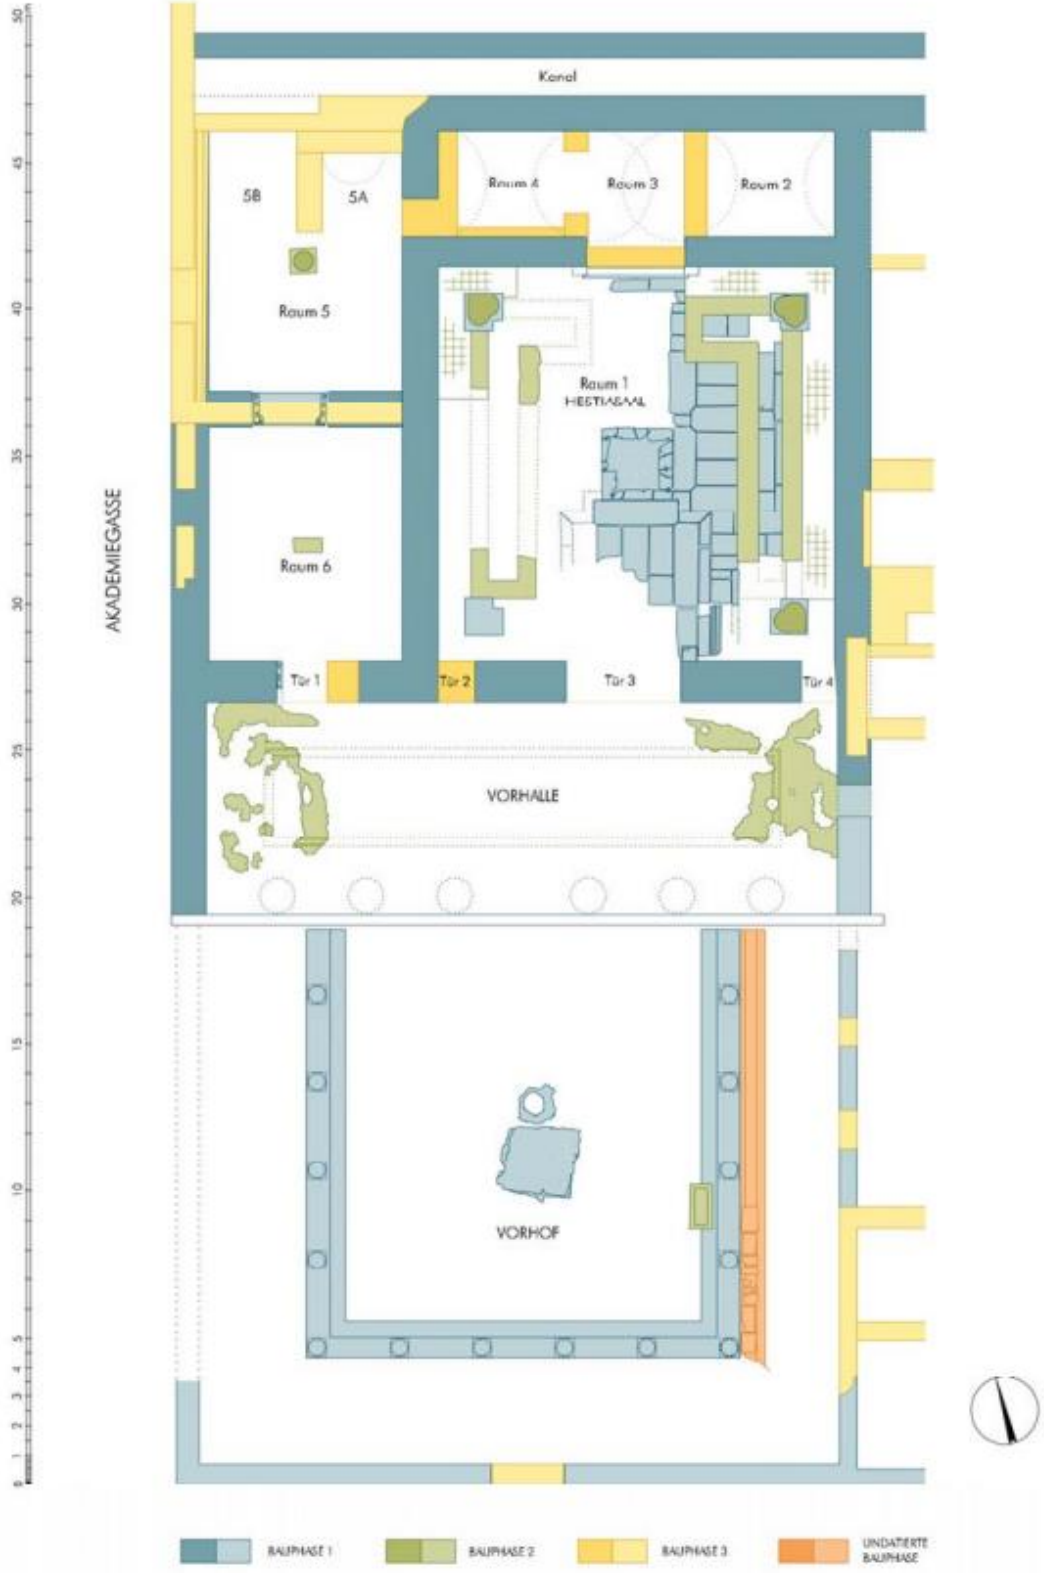 50
Kanal
45
Raum 4
Raum 3
Raum 2
5B
5A
40
Raum 5
Raum 1
HESTIASAAL
35
AKADEMIEGASSE
Raum 6
30
Tür 1
Tür 2
Tür 3
Tür 4
25
VORHALLE
20
15
10
VORHOF
5
4
3
2
1
0
BAUPHASE 1
BAUPHASE 2
BAUPHASE 3
UNDATIERTE
BAUPHASE